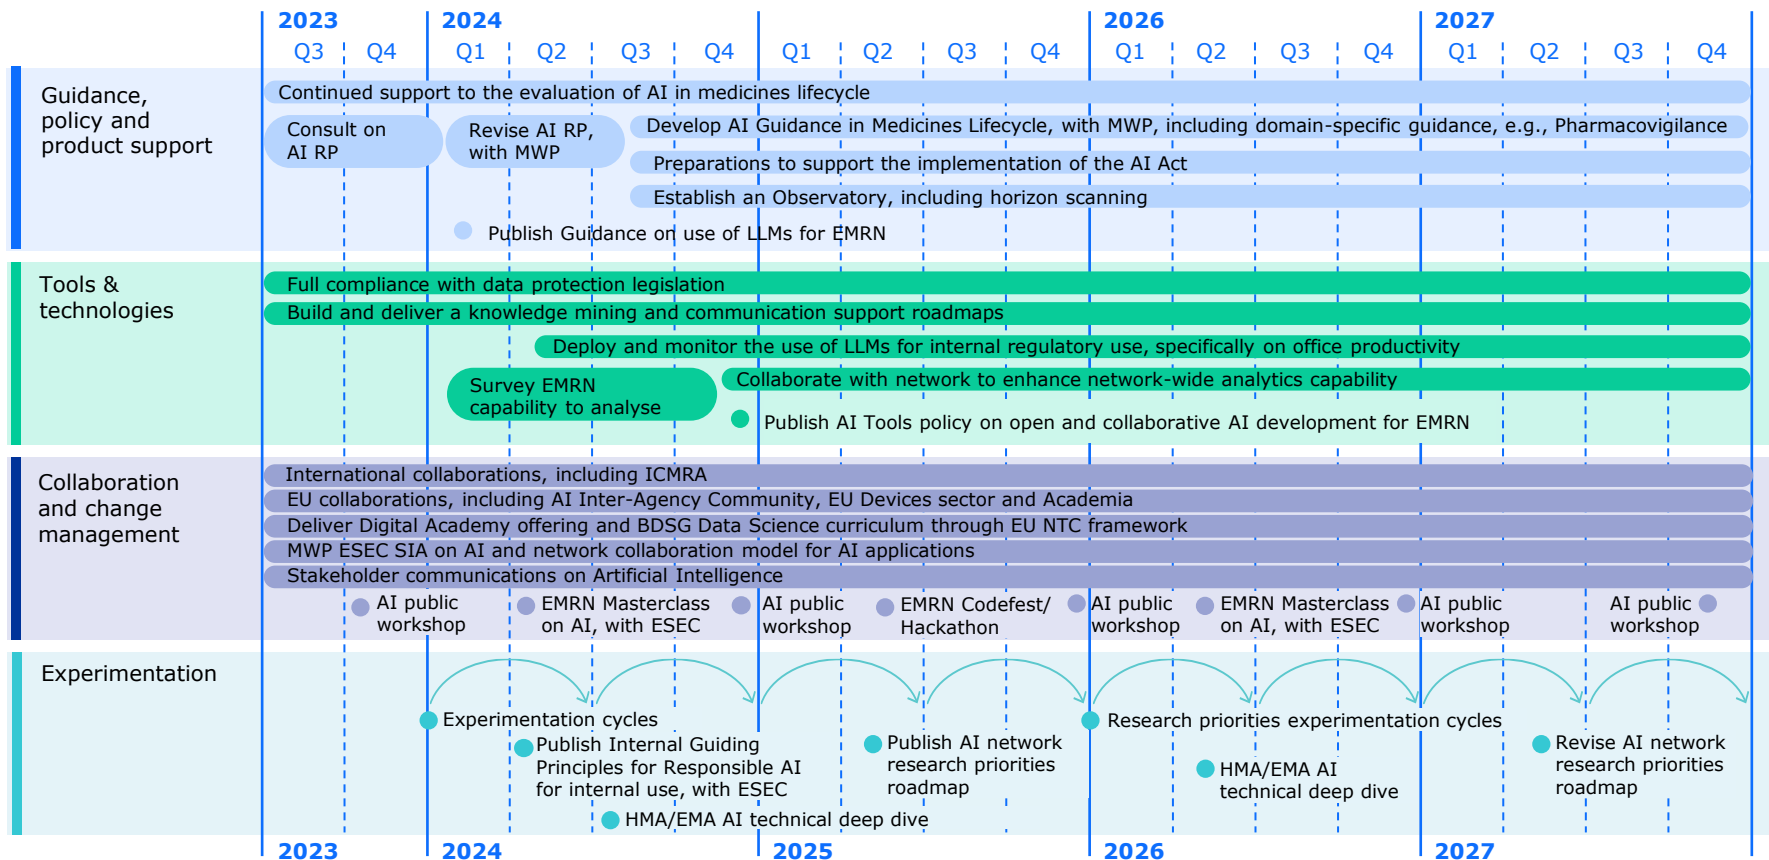 2023 2024 2026 2027
Q3 Q4 Q1 Q2 Q3 Q4 Q1 Q2 Q3 Q4 Q1 Q2 Q3 Q4 Q1 Q2 Q3 Q4
Guidance,
policy and
product support
Continued support to the evaluation of AI in medicines lifecycle
Consult on
AI RP
Revise AI RP,
with MWP
Develop AI Guidance in Medicines Lifecycle, with MWP, including domain-specific guidance, e.g., Pharmacovigilance
Preparations to support the implementation of the AI Act
Establish an Observatory, including horizon scanning
Publish Guidance on use of LLMs for EMRN
Tools &
technologies
Full compliance with data protection legislation
Build and deliver a knowledge mining and communication support roadmaps
Deploy and monitor the use of LLMs for internal regulatory use, specifically on office productivity
Survey EMRN
capability to analyse
Collaborate with network to enhance network-wide analytics capability
Publish AI Tools policy on open and collaborative AI development for EMRN
Collaboration
and change
management
International collaborations, including ICMRA
EU collaborations, including AI Inter-Agency Community, EU Devices sector and Academia
Deliver Digital Academy offering and BDSG Data Science curriculum through EU NTC framework
MWP ESEC SIA on AI and network collaboration model for AI applications
Stakeholder communications on Artificial Intelligence
AI public
workshop
EMRN Masterclass
on AI, with ESEC
AI public
workshop
EMRN Codefest/
Hackathon
AI public
workshop
EMRN Masterclass
on AI, with ESEC
AI public
workshop
AI public
workshop
Experimentation
Experimentation cycles
Publish Internal Guiding
Principles for Responsible AI
for internal use, with ESEC
HMA/EMA AI technical deep dive
Publish AI network
research priorities
roadmap
Research priorities experimentation cycles
HMA/EMA AI
technical deep dive
Revise AI network
research priorities
roadmap
2023 2024 2025 2026 2027